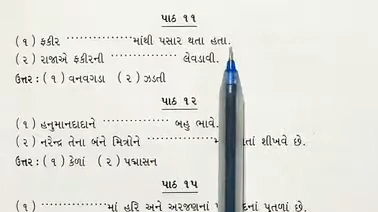 પાઠ ૧૧
(૧) ફકીર ..............માંથી પસાર થતા હતા.
(૨) રાજાએ ફકીરની .............. લેવડાવી.
ઉત્તર : (૧) વનવગડા (૨) ઝડતી
પાઠ ૧૨
(૧) હનુમાનદાદાને .............. બહુ ભાવે.
(૨) નરેન્દ્ર તેના બંને મિત્રોને .............. શીખવે છે.
ઉત્તર : (૧) કેળાં (૨) પદ્માસન
પાઠ ૧૫
(૧) ..............માં હરિ અને અરજણનાં પૂતળાં છે.